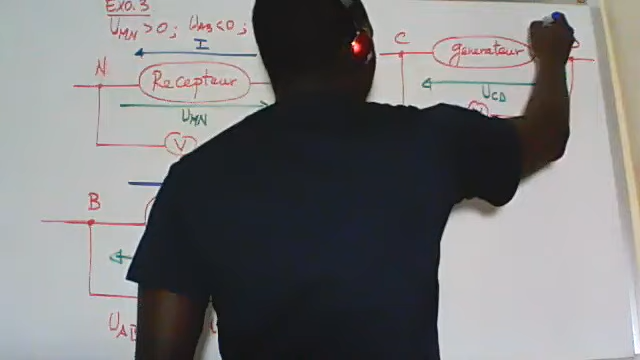 EXO.3
U_MN > 0; U_AB < 0;
I
N
Recepteur
U_MN
V
C
generateur
U_CD
B
U_AB